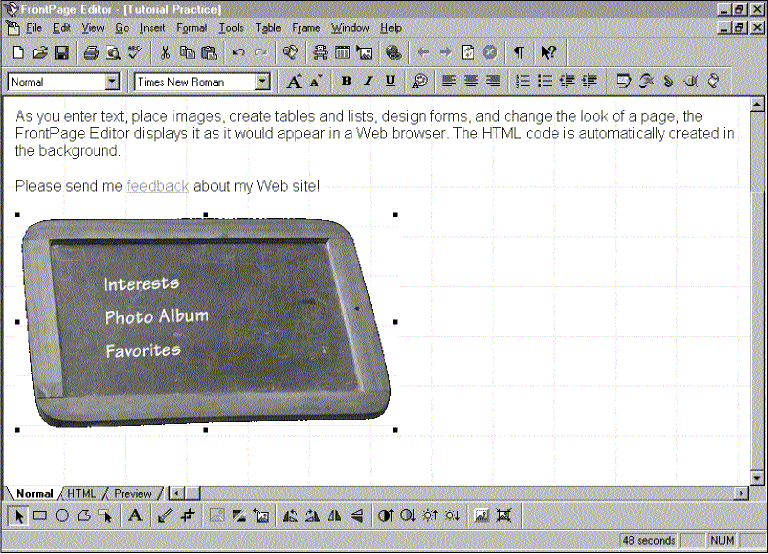 FrontPage Editor - [Tutorial Practice]
File Edit View Go Insert Format Tools Table Frame Window Help
Normal Times New Roman A A B I U
As you enter text, place images, create tables and lists, design forms, and change the look of a page, the
FrontPage Editor displays it as it would appear in a Web browser. The HTML code is automatically created in
the background.
Please send me feedback about my Web site!
Interests
Photo Album
Favorites
Normal HTML Preview
A
48 seconds NUM